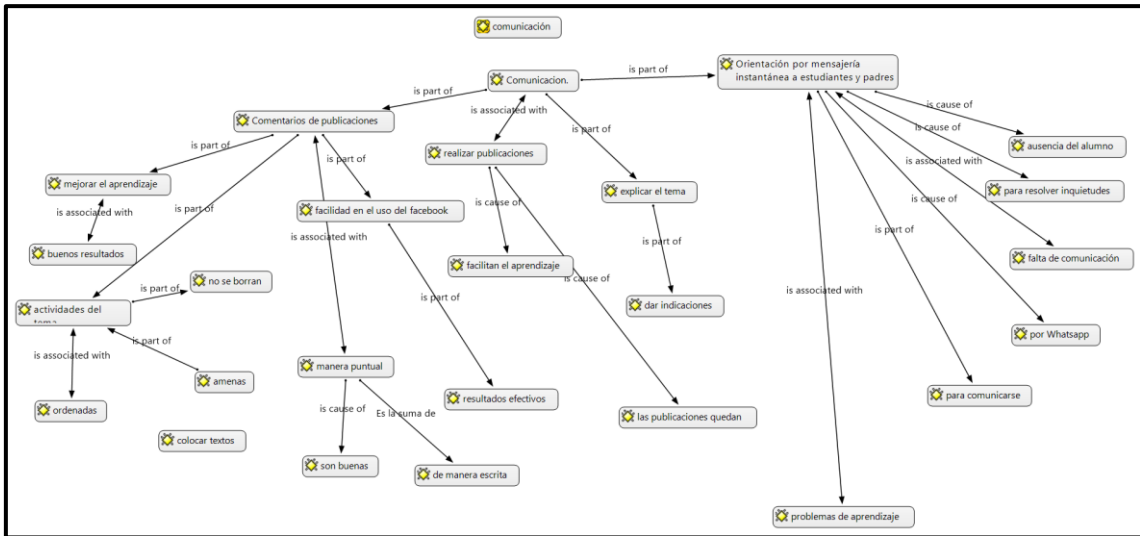 comunicación
Orientación por mensajería
instantánea a estudiantes y padres
is part of
Comunicacion.
is part of
is cause of
is associated with
Comentarios de publicaciones
is part of
is cause of
ausencia del alumno
is part of
is part of
realizar publicaciones
is associated with
mejorar el aprendizaje
explicar el tema
para resolver inquietudes
is part of
is cause of
is cause of
is associated with
facilidad en el uso del facebook
is part of
is associated with
is part of
buenos resultados
facilitan el aprendizaje
falta de comunicación
no se borran
is cause of
is part of
is part of
is associated with
actividades del
dar indicaciones
is part of
por Whatsapp
is associated with
manera puntual
amenas
resultados efectivos
para comunicarse
ordenadas
is cause of
Es la suma de
las publicaciones quedan
colocar textos
son buenas
de manera escrita
problemas de aprendizaje